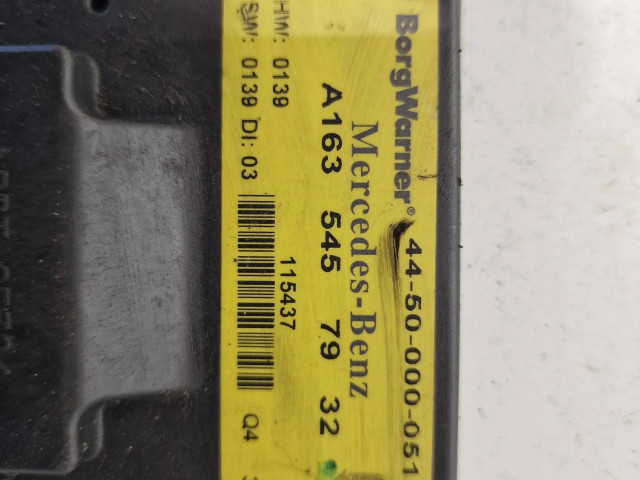 BorgWarner® 44-50-000-051
Mercedes-Benz
A163 545 79 32
HW: 0139 115437
SW: 0139 DI: 03 Q4